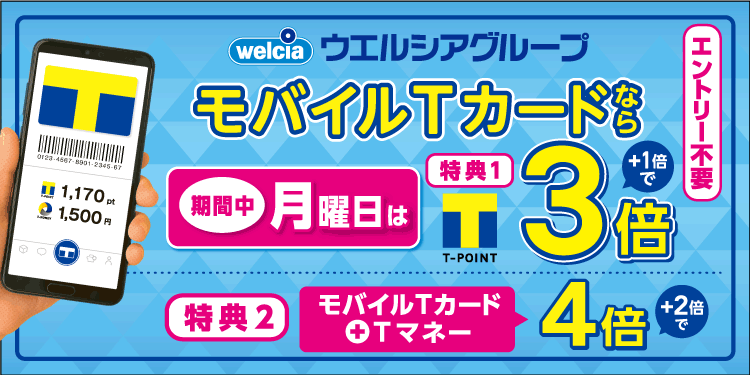 welcia ウエルシアグループ
モバイルTカードなら
エントリー不要
期間中 月曜日は
特典1
T-POINT
3倍
+1倍で
特典2
モバイルTカード
+Tマネー
4倍
+2倍で
T
0123-4567-8901-2345-67
T-POINT 1,170 pt
1,500 円